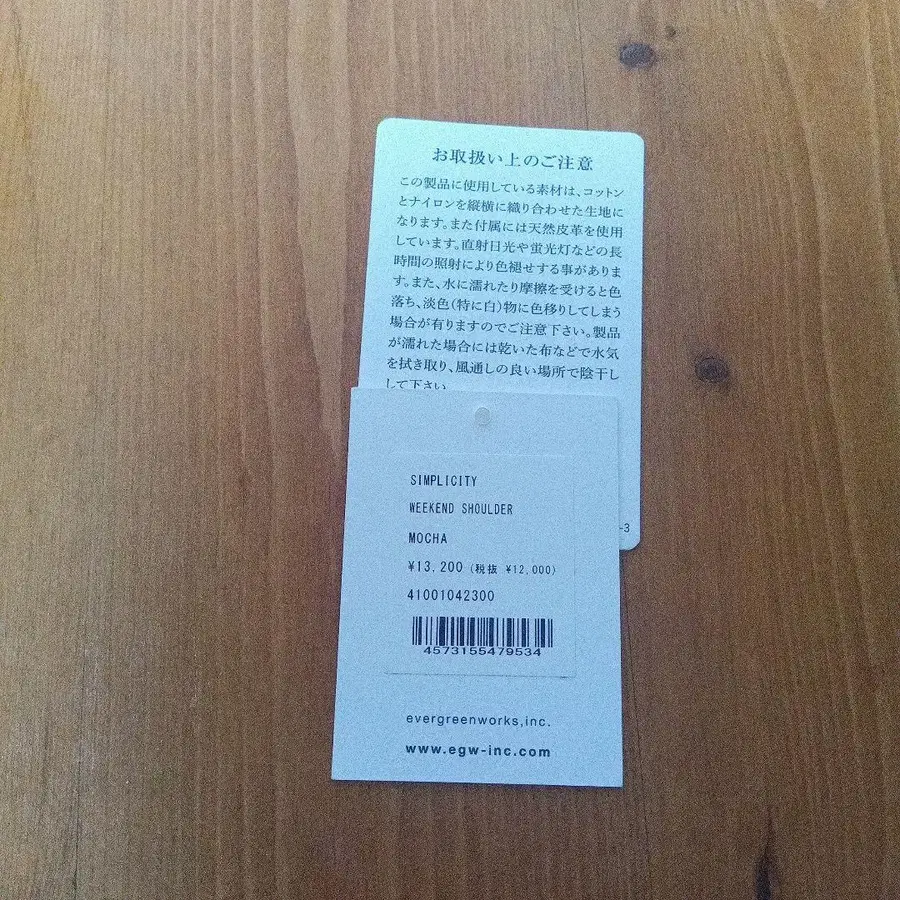 お取扱い上のご注意
この製品に使用している素材は、コットン
とナイロンを縦横に織り合わせた生地に
なります。また付属には天然皮革を使用
しています。直射日光や蛍光灯などの長
時間の照射により色褪せする事がありま
す。また、水に濡れたり摩擦を受けると色
落ち、淡色(特に白)物に色移りしてしまう
場合が有りますのでご注意下さい。製品
が濡れた場合には乾いた布などで水気
を拭き取り、風通しの良い場所で陰干し
して下さい
-3
SIMPLICITY
WEEKEND SHOULDER
MOCHA
¥13,200 (税抜 ¥12,000)
41001042300
4573155479534
evergreenworks,inc.
www.egw-inc.com